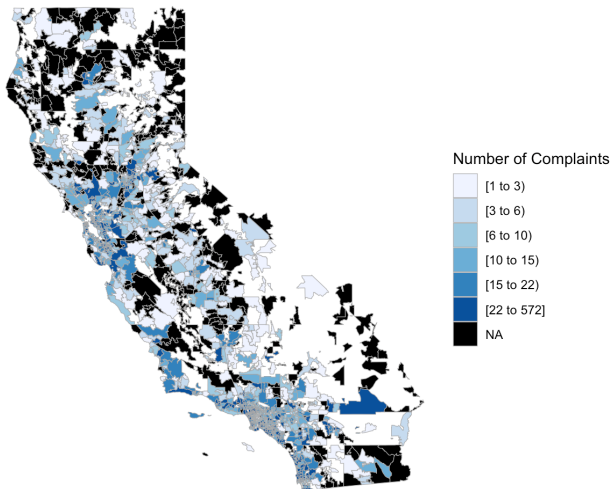 Number of Complaints
[1 to 3)
[3 to 6)
[6 to 10)
[10 to 15)
[15 to 22)
[22 to 572]
NA